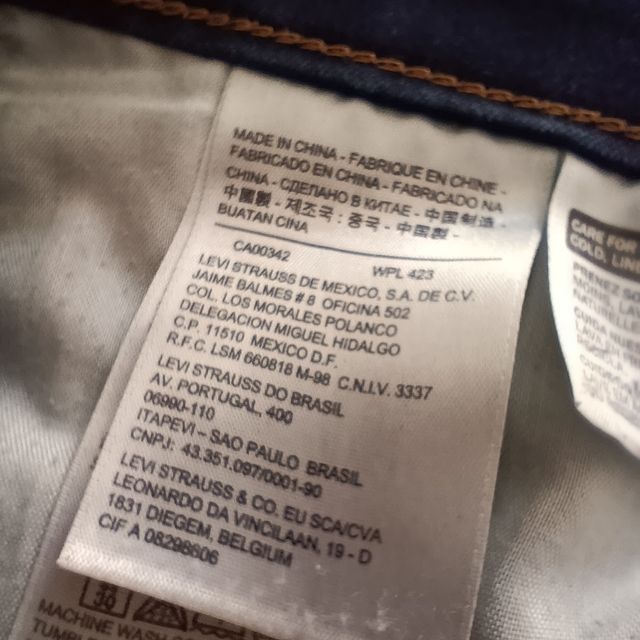 MADE IN CHINA - FABRIQUE EN CHINE -
FABRICADO EN CHINA - FABRICADO NA
CHINA - СДЕЛАНО В КИТАЕ - 中國製造 -
中国製 - 제조국 : 중국 - 中國製 -
BUATAN CINA
CA00342 WPL 423
LEVI STRAUSS DE MEXICO, S.A. DE C.V.
JAIME BALMES # 8 OFICINA 502
COL. LOS MORALES POLANCO
DELEGACION MIGUEL HIDALGO
C.P. 11510 MEXICO D.F.
R.F.C. LSM 660818 M-98 C.N.I.V. 3337
LEVI STRAUSS DO BRASIL
AV. PORTUGAL, 400
06690-110
ITAPEVI - SAO PAULO BRASIL
CNPJ: 43.351.097/0001-90
LEVI STRAUSS & CO. EU SCA/CVA
LEONARDO DA VINCILAAN, 19 - D
1831 DIEGEM, BELGIUM
CIF A 08298606
MACHINE WASH
TUMBLE
CARE FOR
COLD. LINE